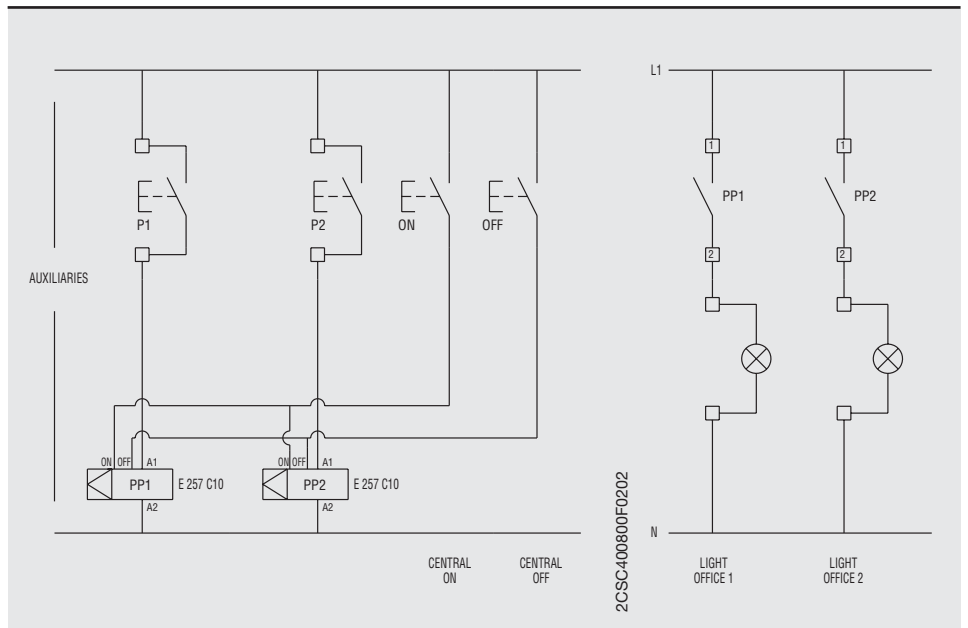 L1
1
1
PP1
PP2
P1
P2
ON
OFF
2
2
AUXILIARIES
ON OFF A1
PP1
E 257 C10
A2
ON OFF A1
PP2
E 257 C10
A2
2CSC400800F0202
N
CENTRAL
ON
CENTRAL
OFF
LIGHT
OFFICE 1
LIGHT
OFFICE 2